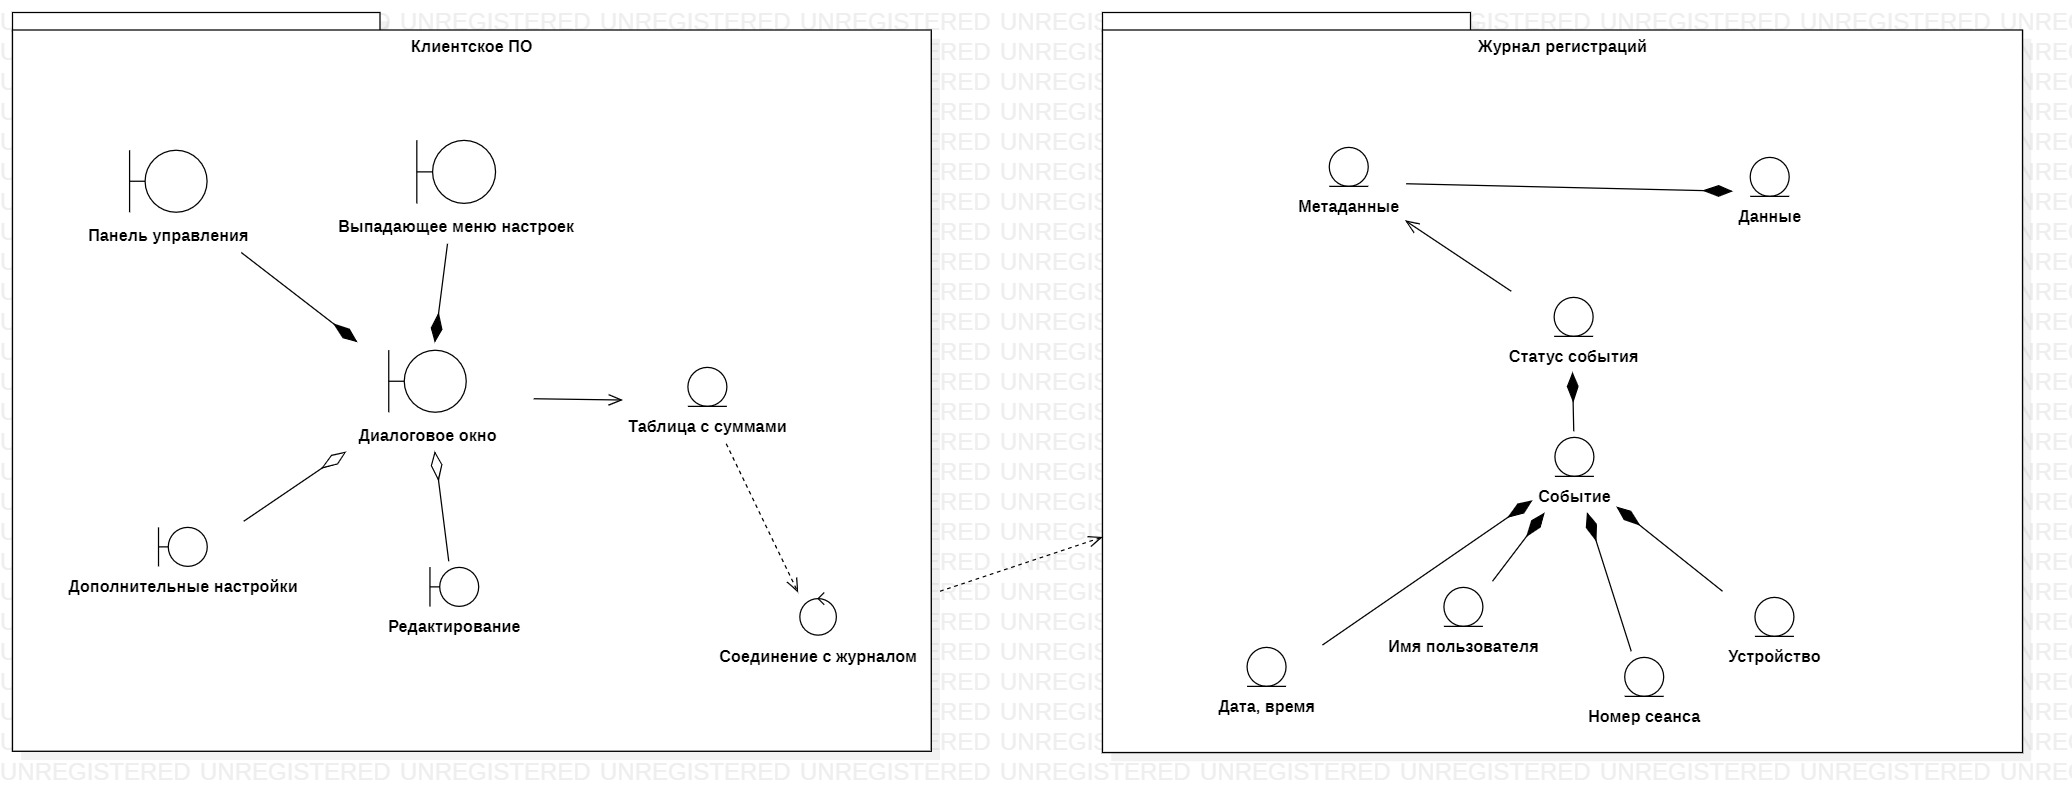 Клиентское ПО
Журнал регистраций
Панель управления
Выпадающее меню настроек
Метаданные
Данные
Статус события
Диалоговое окно
Таблица с суммами
Событие
Дополнительные настройки
Редактирование
Соединение с журналом
Имя пользователя
Устройство
Дата, время
Номер сеанса
UNREGISTERED UNREGISTERED UNREGISTERED UNREGISTERED UNREGISTERED UNREGISTERED UNREGISTERED UNREGISTERED UNREGISTERED UNREGISTERED